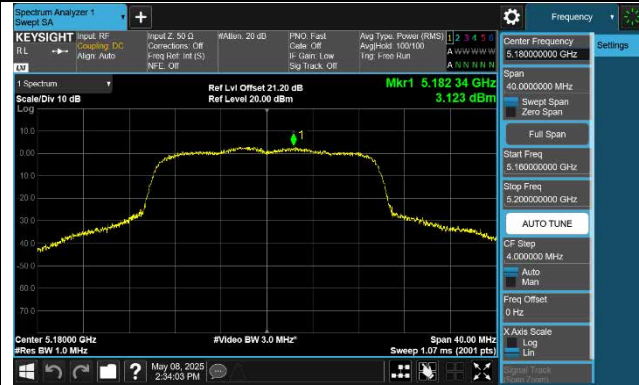 Spectrum Analyzer 1
Swept SA
+
Frequency
KEYSIGHT
RL
Input: RF
Coupling: DC
Align: Auto
Input Z: 50 Ω
Corrections: Off
Freq Ref: Int (S)
NFE: Off
#Atten: 20 dB
PNO: Fast
Gate: Off
IF Gain: Low
Sig Track: Off
Avg Type: Power (RMS)
Avg|Hold: 100/100
Trig: Free Run
1 2 3 4 5 6
A W W W W W
A N N N N N
LXI
1 Spectrum
Scale/Div 10 dB
Log
Ref Lvl Offset 21.20 dB
Ref Level 20.00 dBm
Mkr1 5.182 34 GHz
3.123 dBm
1
10.0
0.00
-10.0
-20.0
-30.0
-40.0
-50.0
-60.0
-70.0
Center 5.18000 GHz
#Res BW 1.0 MHz
#Video BW 3.0 MHz*
Span 40.00 MHz
Sweep 1.07 ms (2001 pts)
May 08, 2025
2:34:03 PM
?
Center Frequency
5.180000000 GHz
Settings
Span
40.0000000 MHz
Swept Span
Zero Span
Full Span
Start Freq
5.160000000 GHz
Stop Freq
5.200000000 GHz
AUTO TUNE
CF Step
4.000000 MHz
Auto
Man
Freq Offset
0 Hz
X Axis Scale
Log
Lin
Signal Track
(Span Zoom)